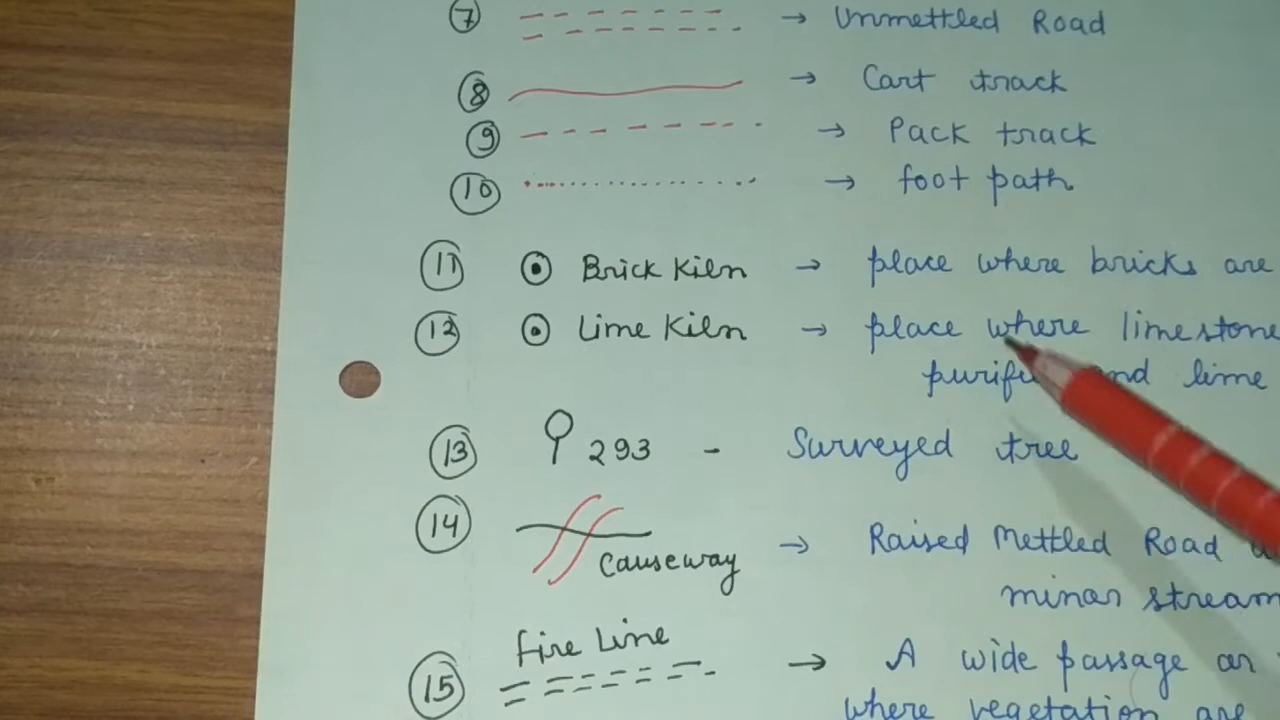 7 → Unmettled Road
8 → Cart track
9 → Pack track
10 → foot path
11 Brick Kiln → place where bricks are
12 Lime Kiln → place where limestone
and lime
13 293 - Surveyed tree
14 Causeway → Raised Mettled Road
minor stream
Fire Line
15 → A wide passage or
where vegetation are